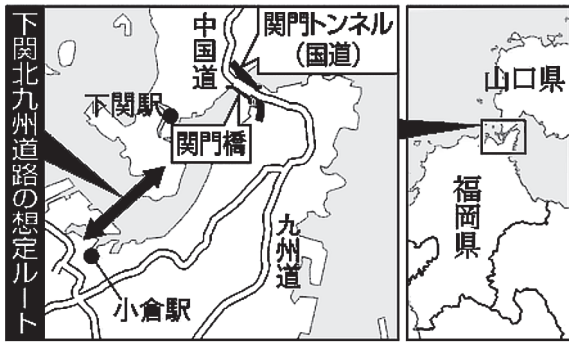 下関北九州道路の想定ルート
中国道
関門トンネル
（国道）
下関駅
関門橋
九州道
小倉駅
山口県
福岡県